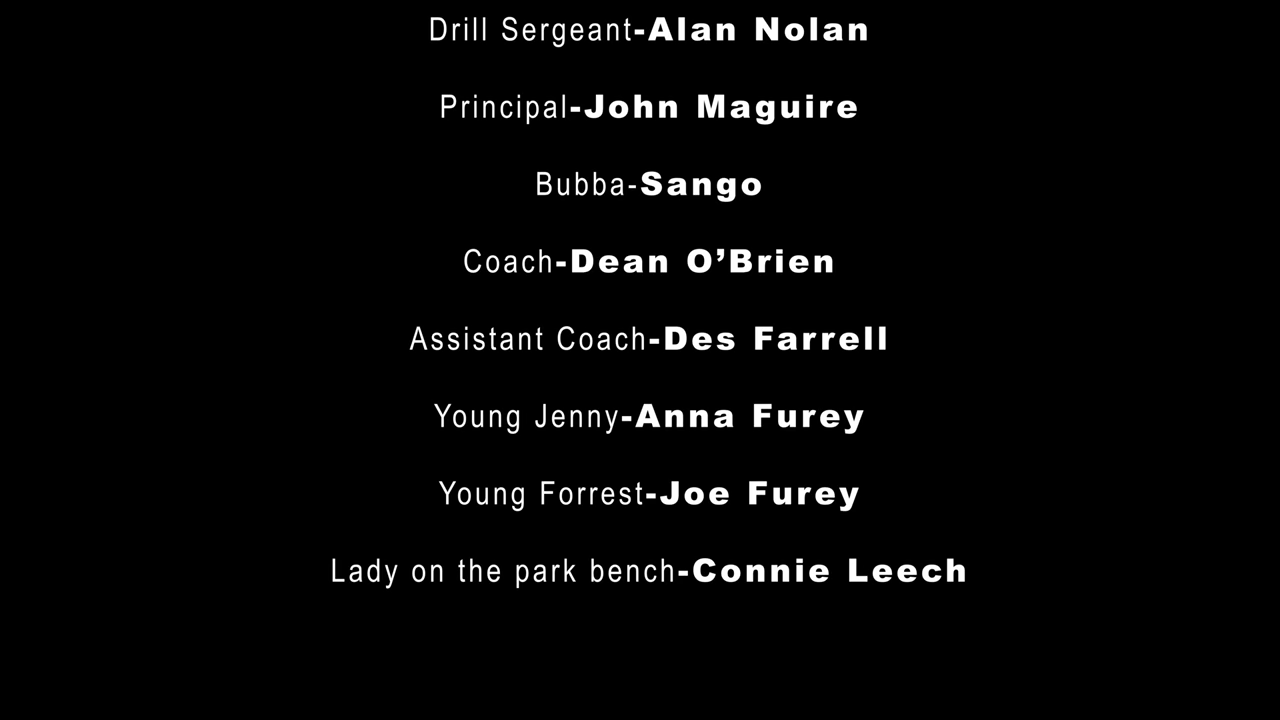 Drill Sergeant-Alan Nolan
Principal-John Maguire
Bubba-Sango
Coach-Dean O’Brien
Assistant Coach-Des Farrell
Young Jenny-Anna Furey
Young Forrest-Joe Furey
Lady on the park bench-Connie Leech